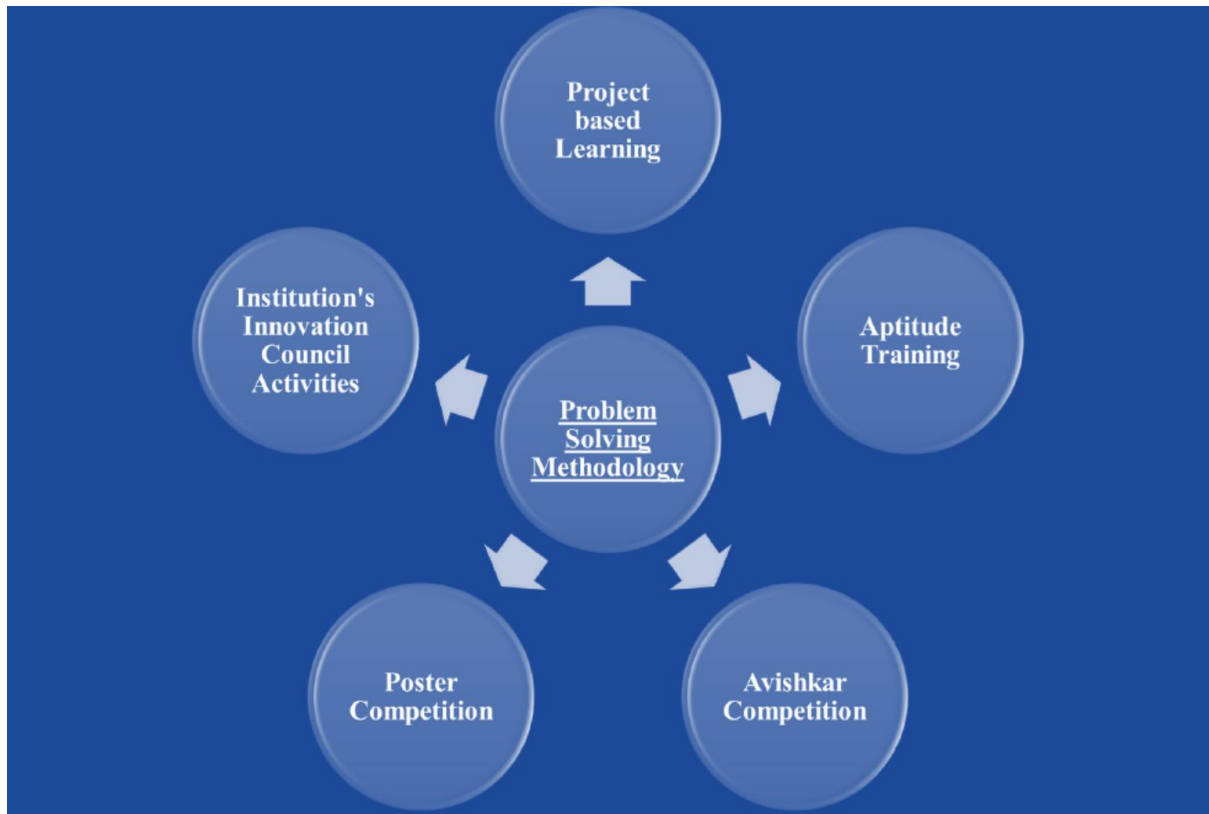 Project
based
Learning
Institution's
Innovation
Council
Activities
Aptitude
Training
Problem
Solving
Methodology
Poster
Competition
Avishkar
Competition